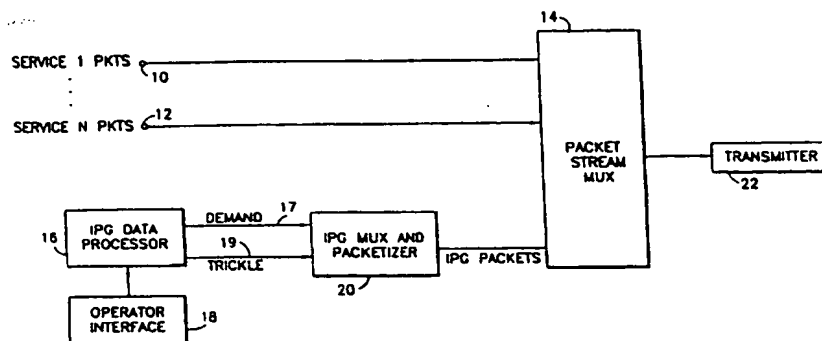 14
SERVICE 1 PKTS
10
SERVICE N PKTS
12
PACKET
STREAM
MUX
TRANSMITTER
22
16
IPG DATA
PROCESSOR
DEMAND
17
19
TRICKLE
IPG MUX AND
PACKETIZER
20
IPG PACKETS
OPERATOR
INTERFACE
18